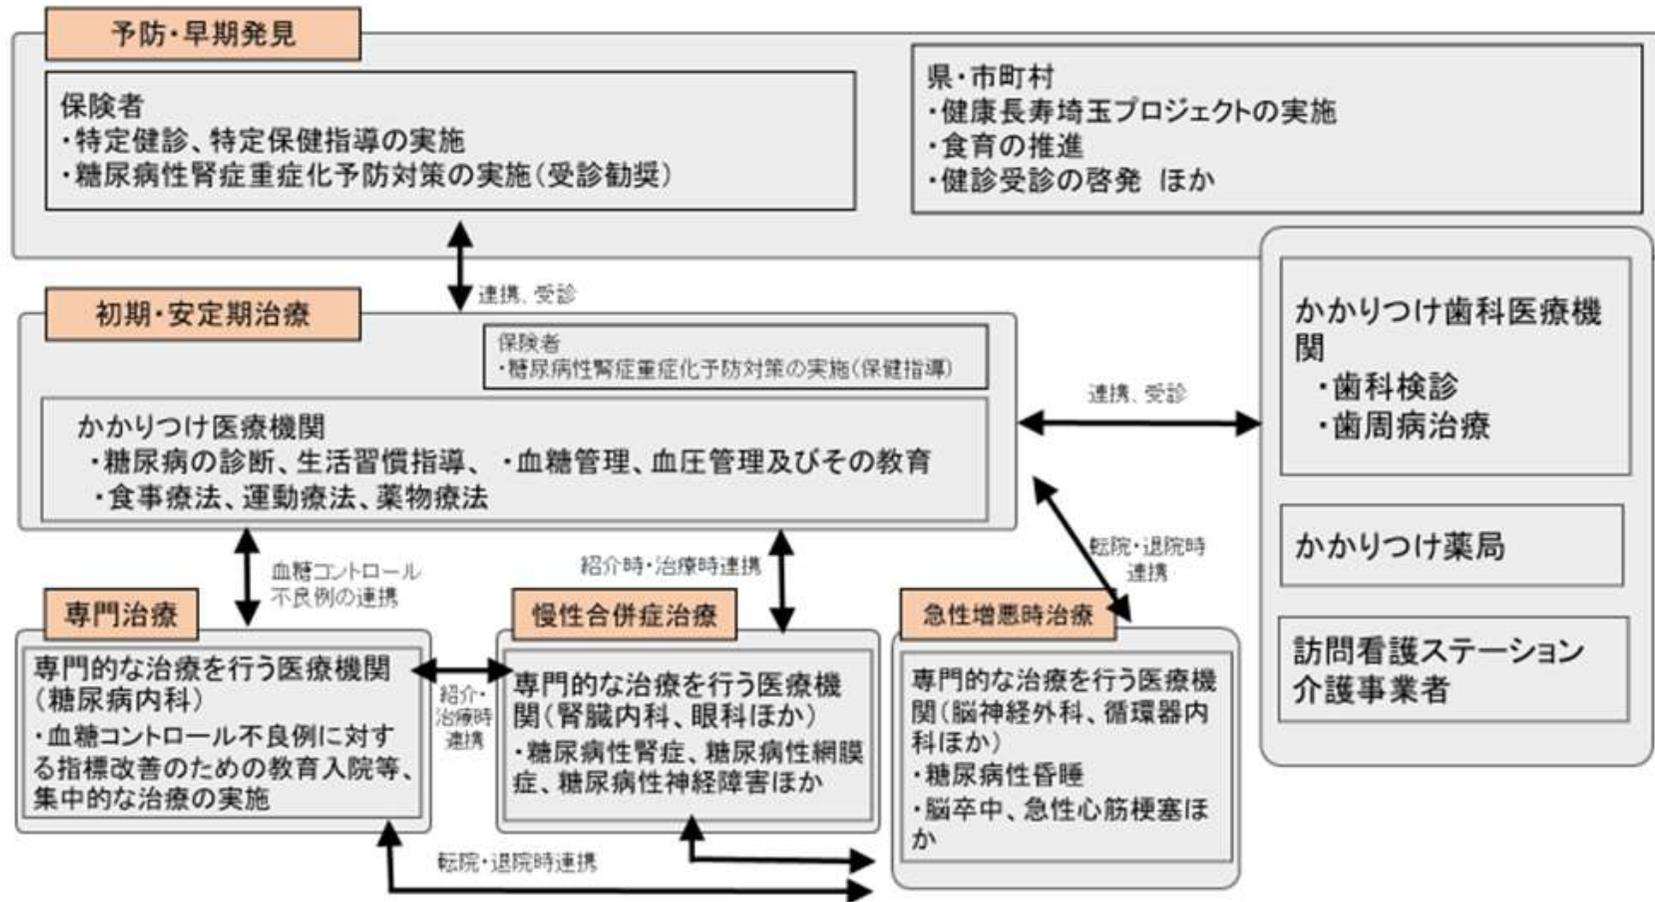 予防・早期発見
保険者
・特定健診、特定保健指導の実施
・糖尿病性腎症重症化予防対策の実施(受診勧奨)
県・市町村
・健康長寿埼玉プロジェクトの実施
・食育の推進
・健診受診の啓発 ほか
連携、受診
初期・安定期治療
保険者
・糖尿病性腎症重症化予防対策の実施(保健指導)
かかりつけ医療機関
・糖尿病の診断、生活習慣指導、 ・血糖管理、血圧管理及びその教育
・食事療法、運動療法、薬物療法
連携、受診
かかりつけ歯科医療機
関
・歯科検診
・歯周病治療
かかりつけ薬局
訪問看護ステーション
介護事業者
血糖コントロール
不良例の連携
紹介時・治療時連携
転院・退院時
連携
専門治療
専門的な治療を行う医療機関
(糖尿病内科)
・血糖コントロール不良例に対す
る指標改善のための教育入院等、
集中的な治療の実施
紹介・
治療時
連携
慢性合併症治療
専門的な治療を行う医療機
関(腎臓内科、眼科ほか)
・糖尿病性腎症、糖尿病性網膜
症、糖尿病性神経障害ほか
急性増悪時治療
専門的な治療を行う医療機
関(脳神経外科、循環器内
科ほか)
・糖尿病性昏睡
・脳卒中、急性心筋梗塞ほ
か
転院・退院時連携